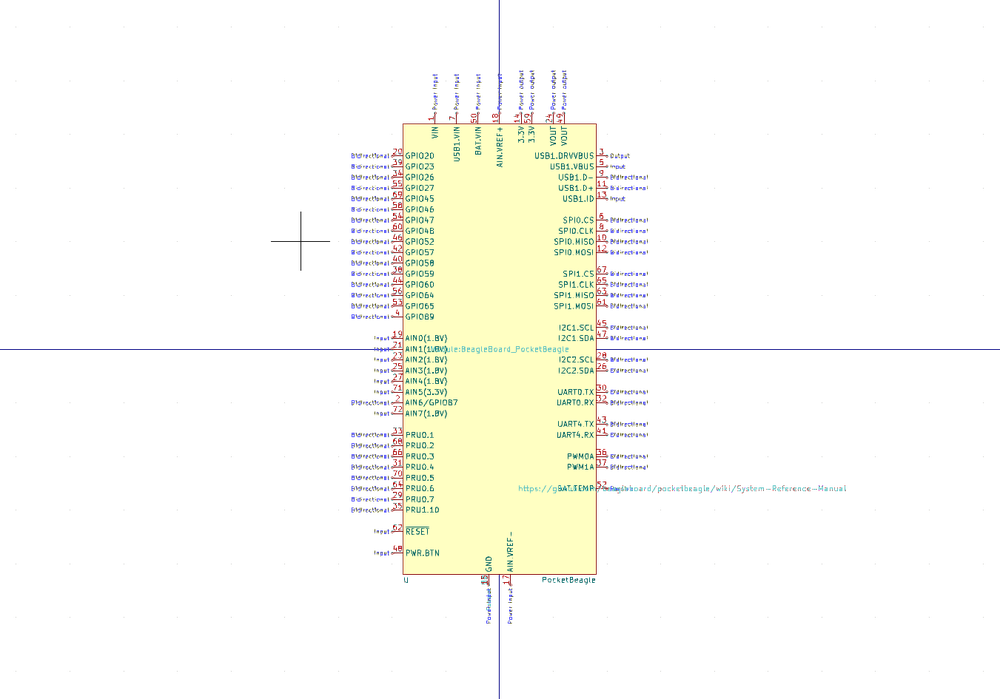 Power Input
Power Input
Power Input
Power Input
Power output
Power output
Power output
Power output
1
7
50
18
14
59
24
49
VIN
USB1.VIN
BAT.VIN
AIN.VREF+
3.3V
3.3V
VOUT
VOUT
Bidirectional 20 GPIO20
Bidirectional 39 GPIO23
Bidirectional 34 GPIO26
Bidirectional 55 GPIO27
Bidirectional 69 GPIO45
Bidirectional 58 GPIO46
Bidirectional 54 GPIO47
Bidirectional 60 GPIO48
Bidirectional 46 GPIO52
Bidirectional 42 GPIO57
Bidirectional 40 GPIO58
Bidirectional 38 GPIO59
Bidirectional 44 GPIO60
Bidirectional 56 GPIO64
Bidirectional 53 GPIO65
Bidirectional 4 GPIO89
Input 19 AIN0(1.8V)
Input 21 AIN1(1.8V)
Input 23 AIN2(1.8V)
Input 25 AIN3(1.8V)
Input 27 AIN4(1.8V)
Input 71 AIN5(3.3V)
Bidirectional 2 AIN6/GPIO87
Input 72 AIN7(1.8V)
Bidirectional 33 PRU0.1
Bidirectional 68 PRU0.2
Bidirectional 66 PRU0.3
Bidirectional 31 PRU0.4
Bidirectional 70 PRU0.5
Bidirectional 64 PRU0.6
Bidirectional 29 PRU0.7
Bidirectional 35 PRU1.10
Input 62 RESET
Input 48 PWR.BTN
USB1.DRVVBUS 3 Output
USB1.VBUS 5 Input
USB1.D- 9 Bidirectional
USB1.D+ 11 Bidirectional
USB1.ID 13 Input
SPI0.CS 6 Bidirectional
SPI0.CLK 8 Bidirectional
SPI0.MISO 10 Bidirectional
SPI0.MOSI 12 Bidirectional
SPI1.CS 67 Bidirectional
SPI1.CLK 65 Bidirectional
SPI1.MISO 63 Bidirectional
SPI1.MOSI 61 Bidirectional
I2C1.SCL 45 Bidirectional
I2C1.SDA 47 Bidirectional
:BeagleBoard_PocketBeagle
I2C2.SCL 28 Bidirectional
I2C2.SDA 26 Bidirectional
UART0.TX 30 Bidirectional
UART0.RX 32 Bidirectional
UART4.TX 43 Bidirectional
UART4.RX 41 Bidirectional
PWM0A 36 Bidirectional
PWM1A 37 Bidirectional
BAT.TEMP 52
/pocketbeagle/wiki/System-Reference-Manual
GND
AIN.VREF-
17
Power Input
Power Input
U
PocketBeagle